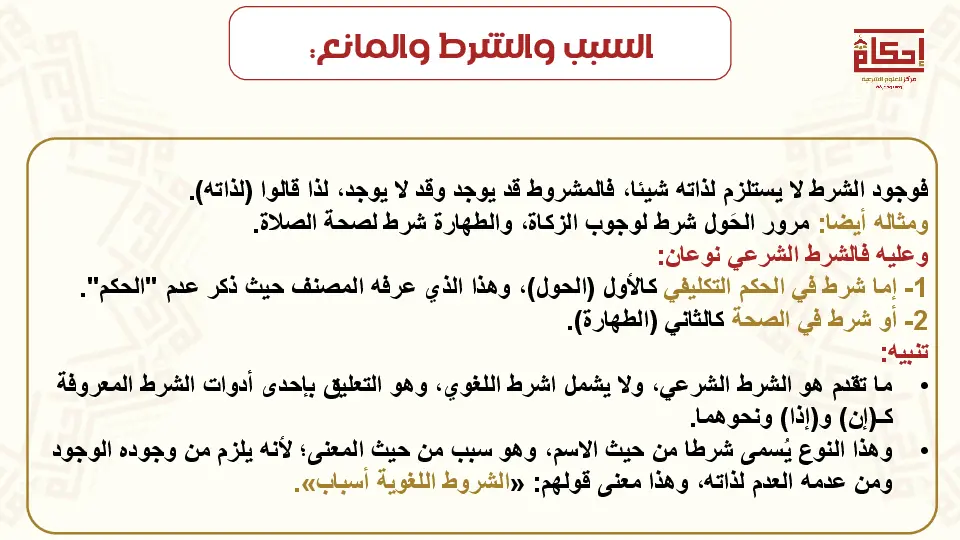 السبب والشرط والمانع:
إحكام
مركز للعلوم الشرعية
فوجود الشرط لا يستلزم لذاته شيئا، فالمشروط قد يوجد وقد لا يوجد، لذا قالوا (لذاته).
ومثاله أيضا: مرور الحَول شرط لوجوب الزكاة، والطهارة شرط لصحة الصلاة.
وعليه فالشرط الشرعي نوعان:
1- إما شرط في الحكم التكليفي كالأول (الحول)، وهذا الذي عرفه المصنف حيث ذكر عدم "الحكم".
2- أو شرط في الصحة كالثاني (الطهارة).
تنبيه:
• ما تقدم هو الشرط الشرعي، ولا يشمل اشرط اللغوي، وهو التعليق بإحدى أدوات الشرط المعروفة
كـ(إن) و(إذا) ونحوهما.
• وهذا النوع يُسمى شرطا من حيث الاسم، وهو سبب من حيث المعنى؛ لأنه يلزم من وجوده الوجود
ومن عدمه العدم لذاته، وهذا معنى قولهم: «الشروط اللغوية أسباب».